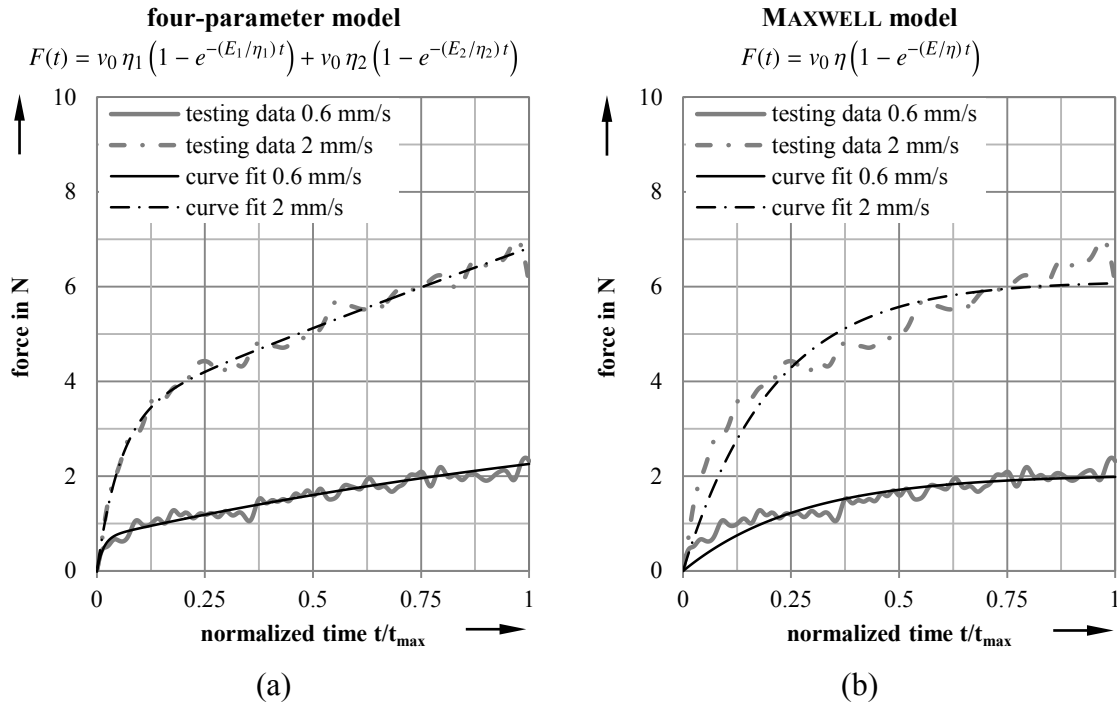 four-parameter model
F(t) = v₀ η₁ (1 - e^{-(E₁/η₁) t}) + v₀ η₂ (1 - e^{-(E₂/η₂) t})
10
8
6
4
2
0
force in N
testing data 0.6 mm/s
testing data 2 mm/s
curve fit 0.6 mm/s
curve fit 2 mm/s
0 0.25 0.5 0.75 1
normalized time t/tₘₐₓ
(a)
MAXWELL model
F(t) = v₀ η (1 - e^{-(E/η) t})
10
8
6
4
2
0
force in N
testing data 0.6 mm/s
testing data 2 mm/s
curve fit 0.6 mm/s
curve fit 2 mm/s
0 0.25 0.5 0.75 1
normalized time t/tₘₐₓ
(b)